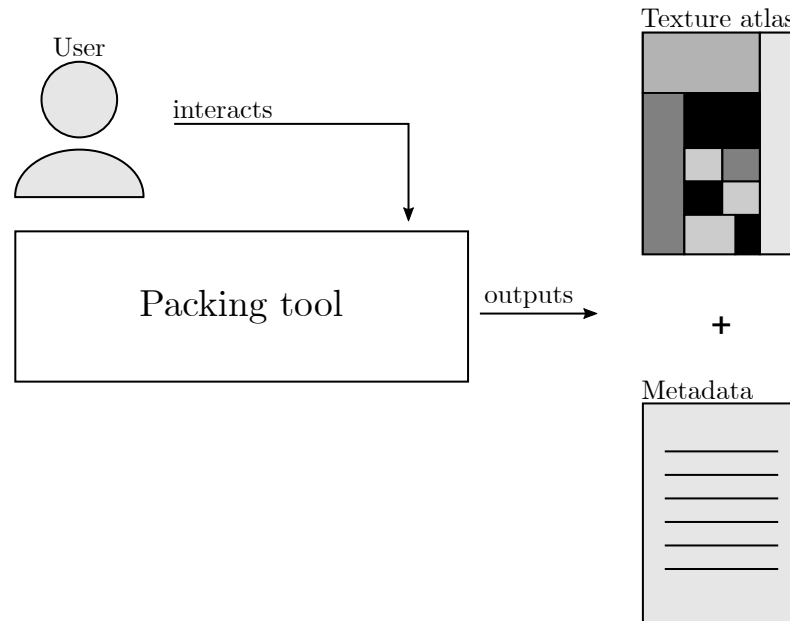 User
Texture atlas
interacts
Packing tool
outputs
+
Metadata